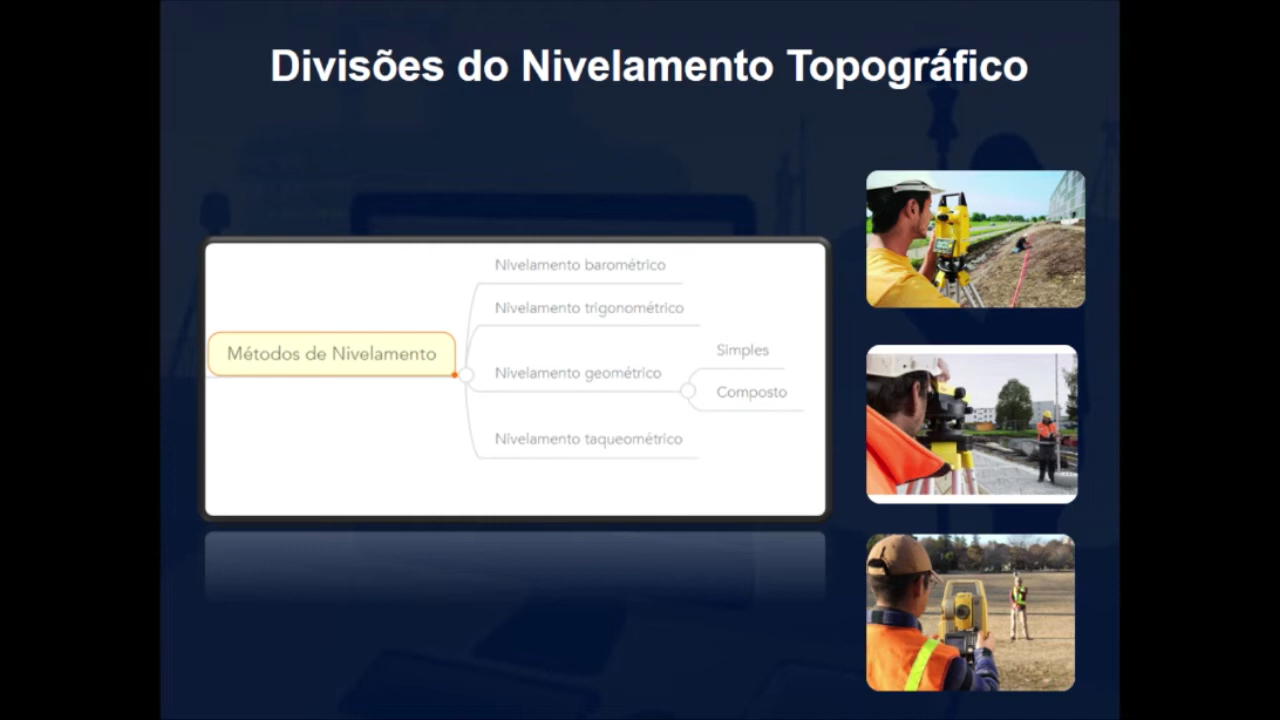 Divisões do Nivelamento Topográfico
Nivelamento barométrico
Nivelamento trigonométrico
Métodos de Nivelamento
Simples
Nivelamento geométrico
Composto
Nivelamento taqueométrico